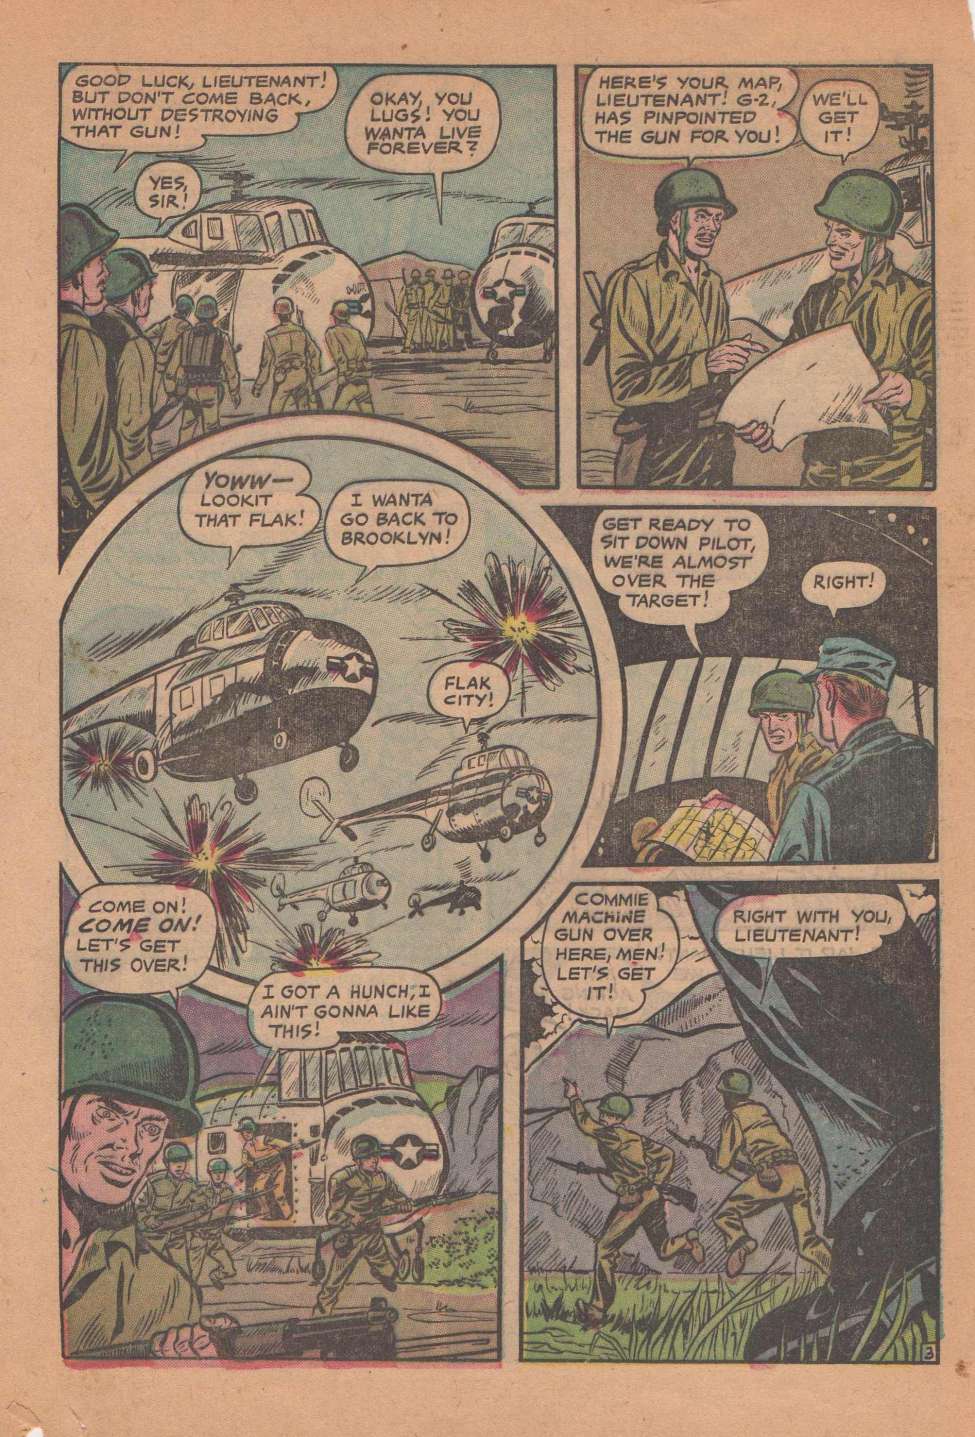 GOOD LUCK, LIEUTENANT!
BUT DON'T COME BACK,
WITHOUT DESTROYING
THAT GUN!
YES,
SIR!
OKAY, YOU
LUGS! YOU
WANTA LIVE
FOREVER?
HERE'S YOUR MAP,
LIEUTENANT! G-2,
HAS PINPOINTED
THE GUN FOR YOU!
WE'LL
GET
IT!
YOWW—
LOOKIT
THAT FLAK!
I WANTA
GO BACK TO
BROOKLYN!
FLAK
CITY!
GET READY TO
SIT DOWN PILOT,
WE'RE ALMOST
OVER THE
TARGET!
RIGHT!
COME ON!
COME ON!
LET'S GET
THIS OVER!
I GOT A HUNCH, I
AIN'T GONNA LIKE
THIS!
COMMIE
MACHINE
GUN OVER
HERE, MEN!
LET'S GET
IT!
RIGHT WITH YOU,
LIEUTENANT!
3